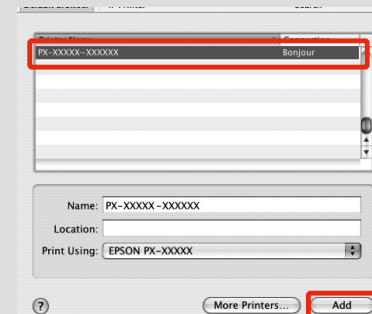 Printer Name Connection
PX-XXXXX-XXXXXX Bonjour
Name: PX-XXXXX-XXXXXX
Location:
Print Using: EPSON PX-XXXXX
? More Printers... Add